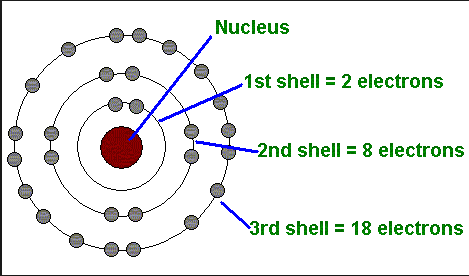 Nucleus
1st shell = 2 electrons
2nd shell = 8 electrons
3rd shell = 18 electrons